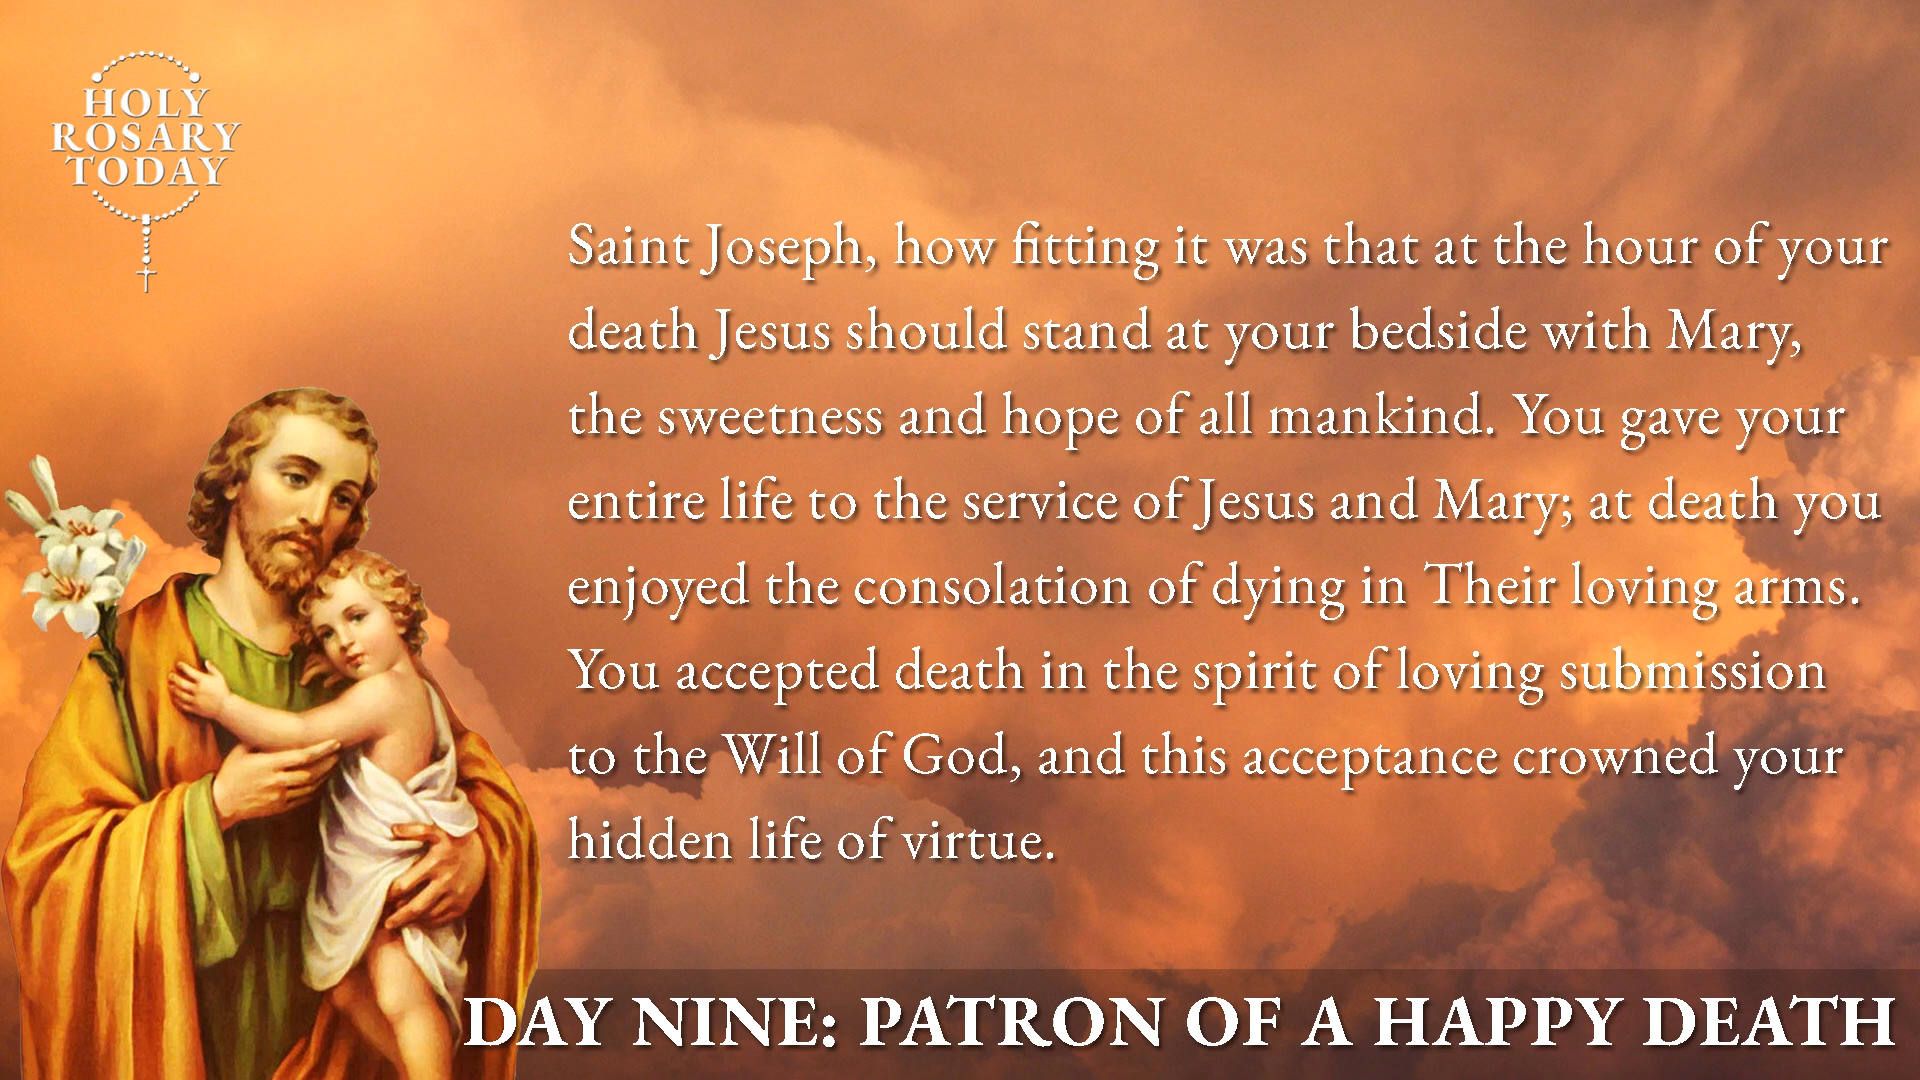 HOLY
ROSARY
TODAY
Saint Joseph, how fitting it was that at the hour of your
death Jesus should stand at your bedside with Mary,
the sweetness and hope of all mankind. You gave your
entire life to the service of Jesus and Mary; at death you
enjoyed the consolation of dying in Their loving arms.
You accepted death in the spirit of loving submission
to the Will of God, and this acceptance crowned your
hidden life of virtue.
DAY NINE: PATRON OF A HAPPY DEATH